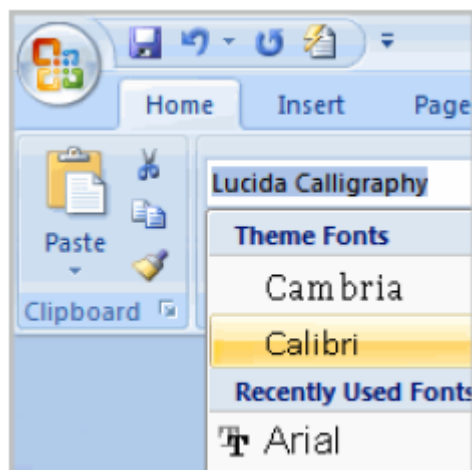 Home Insert Page
Lucida Calligraphy
Theme Fonts
Paste
Cambria
Clipboard
Calibri
Recently Used Fonts
Arial